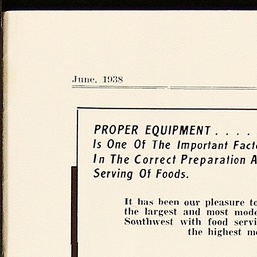 June, 1938
PROPER EQUIPMENT . . . .
Is One Of The Important
In The Correct Preparation
Serving Of Foods.
It has been our pleasure to
the largest and most
Southwest with food
the highest